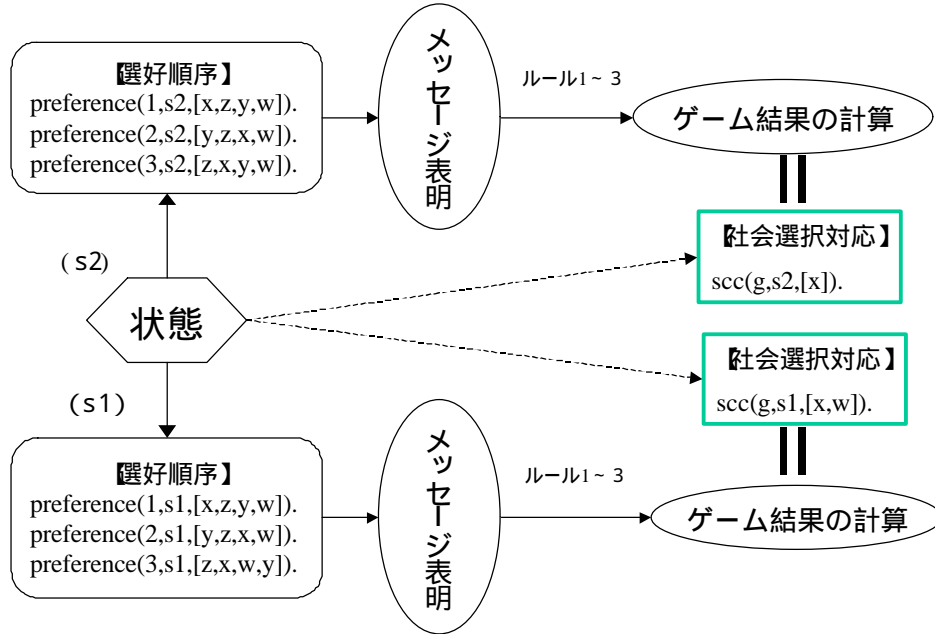 【選好順序】
preference(1,s2,[x,z,y,w]).
preference(2,s2,[y,z,x,w]).
preference(3,s2,[z,x,y,w]).
メッセージ表明
ルール1~3
ゲーム結果の計算
【社会選択対応】
scc(g,s2,[x]).
(s2)
状態
(s1)
【社会選択対応】
scc(g,s1,[x,w]).
【選好順序】
preference(1,s1,[x,z,y,w]).
preference(2,s1,[y,z,x,w]).
preference(3,s1,[z,x,w,y]).
メッセージ表明
ルール1~3
ゲーム結果の計算